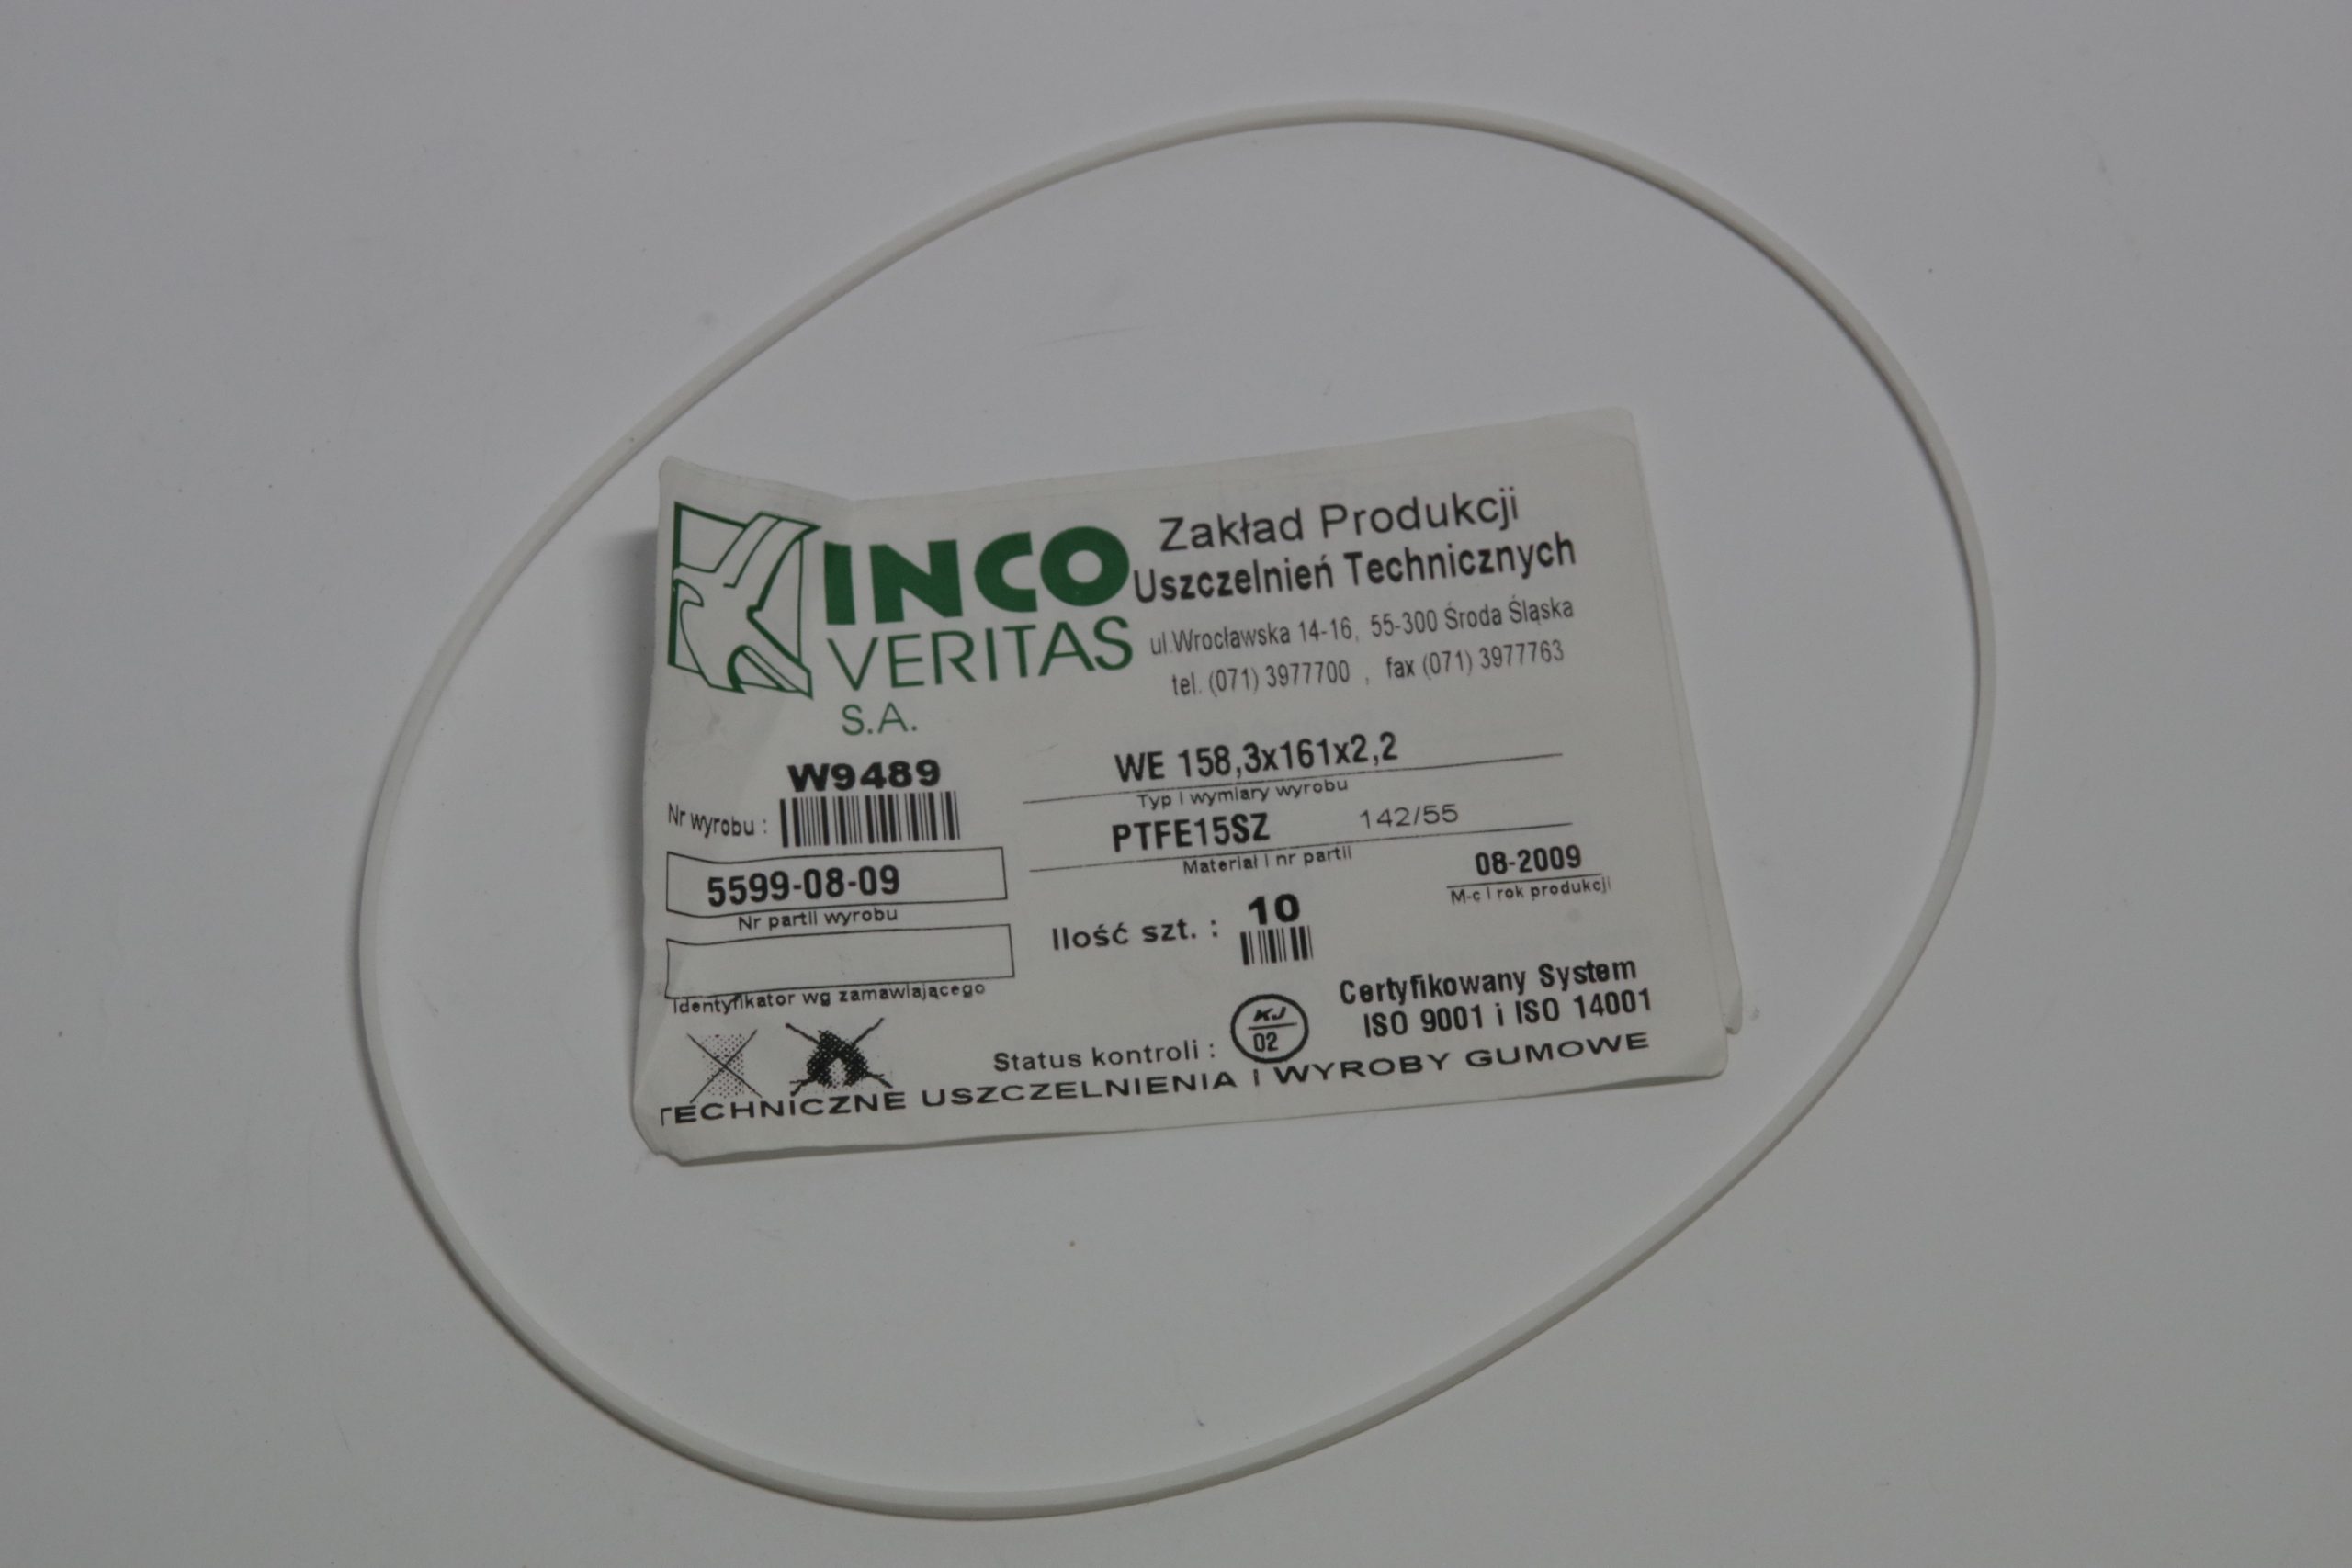 INCO
VERITAS
S.A.
Zakład Produkcji
Uszczelnień Technicznych
ul.Wrocławska 14-16, 55-300 Środa Śląska
tel. (071) 3977700 , fax (071) 3977763
W9489
Nr wyrobu :
WE 158,3x161x2,2
Typ i wymiary wyrobu
PTFE15SZ 142/55
Materiał i nr partii
5599-08-09
Nr partii wyrobu
08-2009
M-c i rok produkcji
Ilość szt. : 10
Identyfikator wg zamawiającego
Certyfikowany System
ISO 9001 i ISO 14001
Status kontroli : KJ
02
TECHNICZNE USZCZELNIENIA I WYROBY GUMOWE